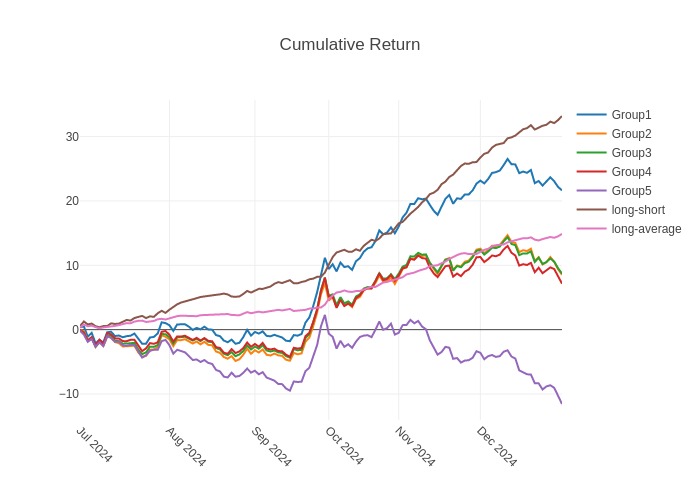 Cumulative Return
30
20
10
0
−10
Jul 2024
Aug 2024
Sep 2024
Oct 2024
Nov 2024
Dec 2024
Group1
Group2
Group3
Group4
Group5
long-short
long-average